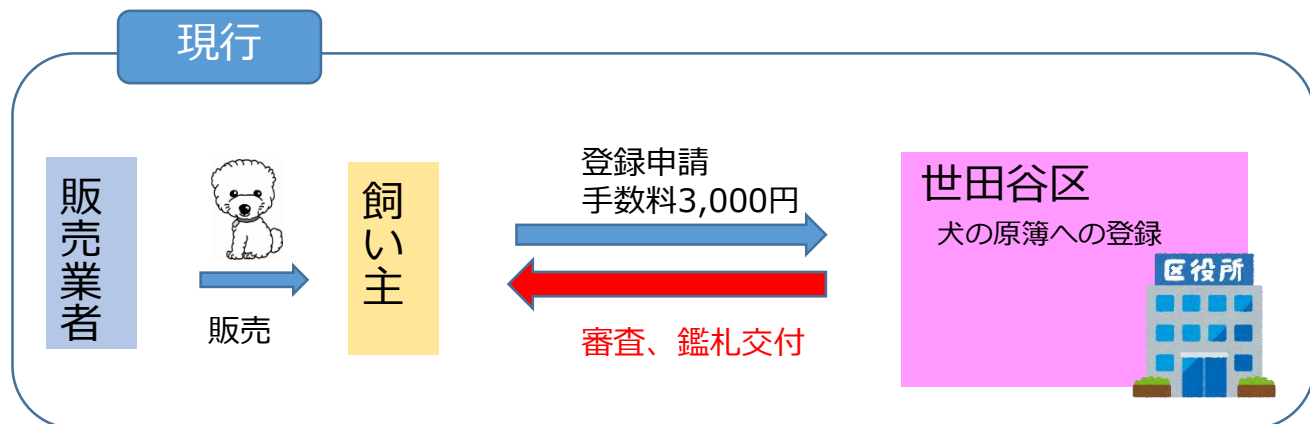 現行
販売業者
販売
飼い主
登録申請
手数料3,000円
審査、鑑札交付
世田谷区
犬の原簿への登録
区役所